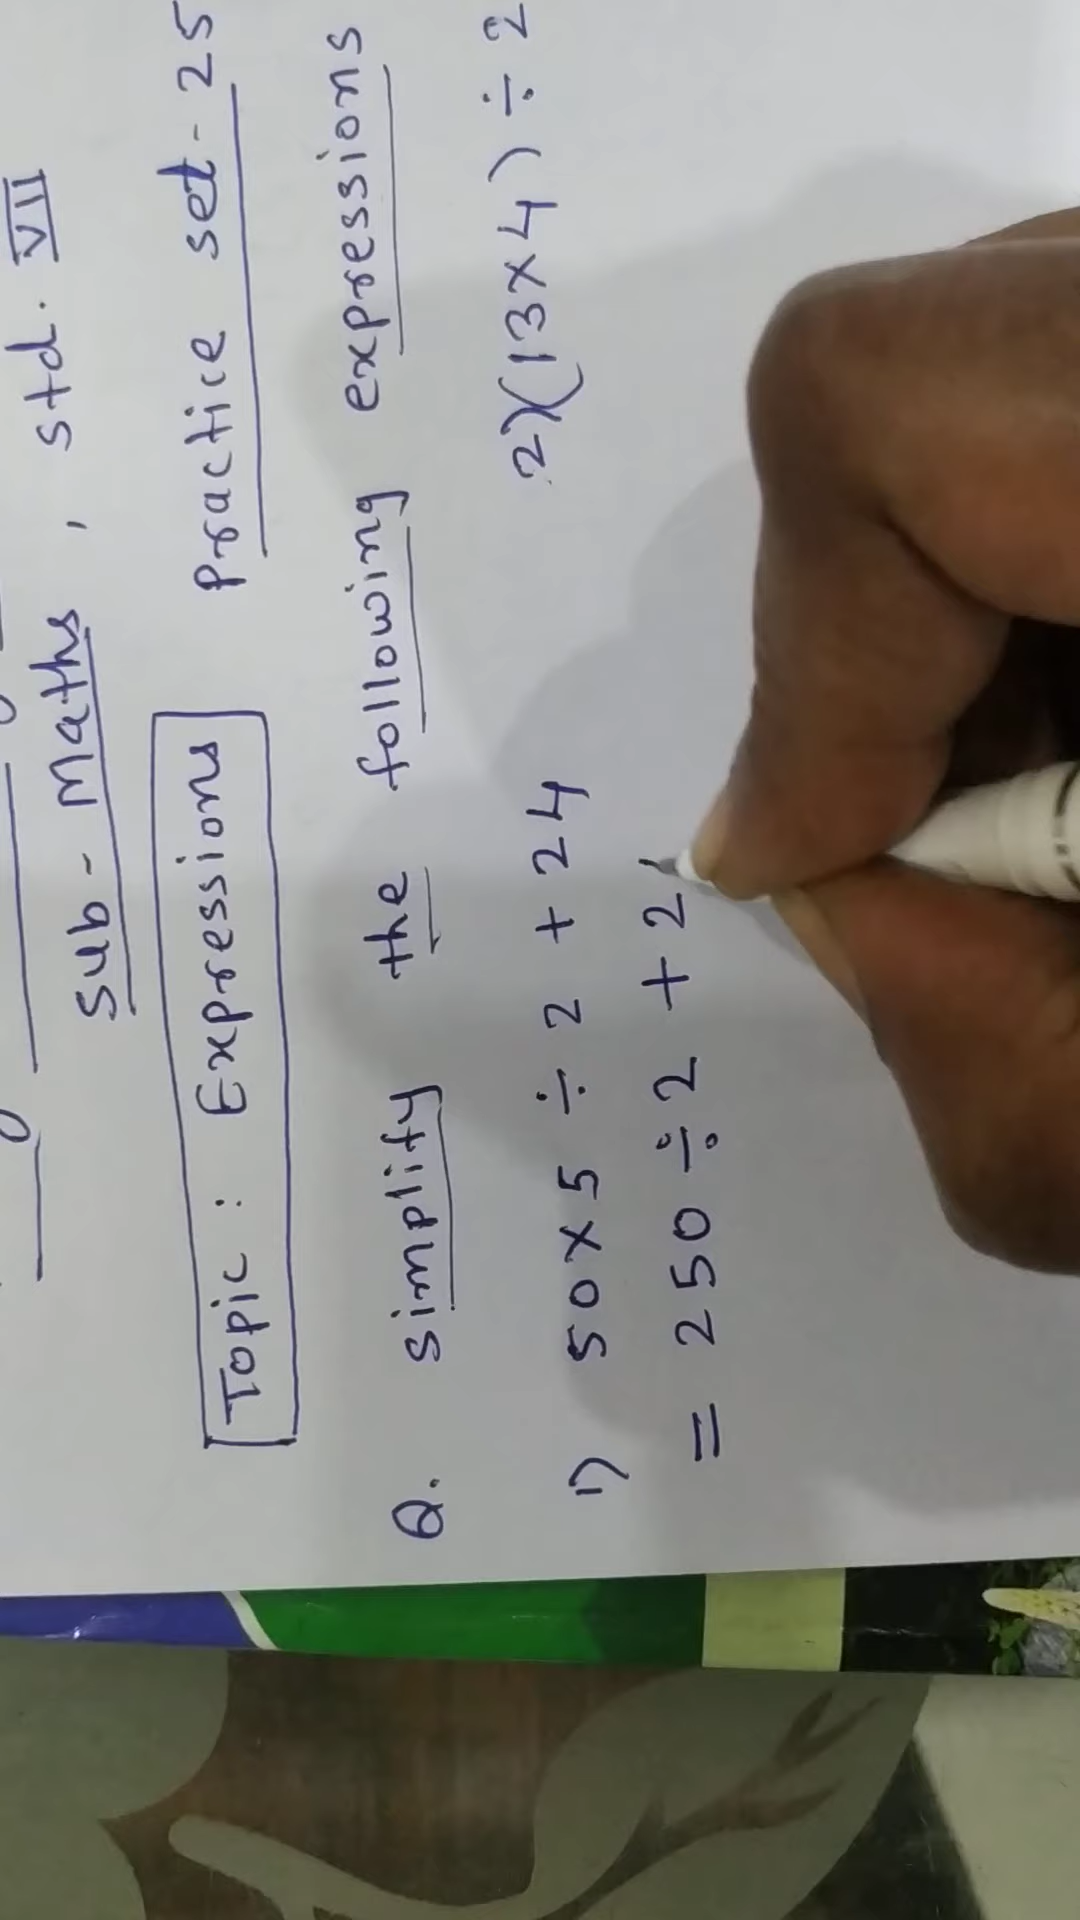 Sub - Maths, std. VII
Topic : Expressions Practice set - 25
Q. Simplify the following expressions
1) 50 x 5 ÷ 2 + 24 2) (13 x 4) ÷ 2
= 250 ÷ 2 + 2